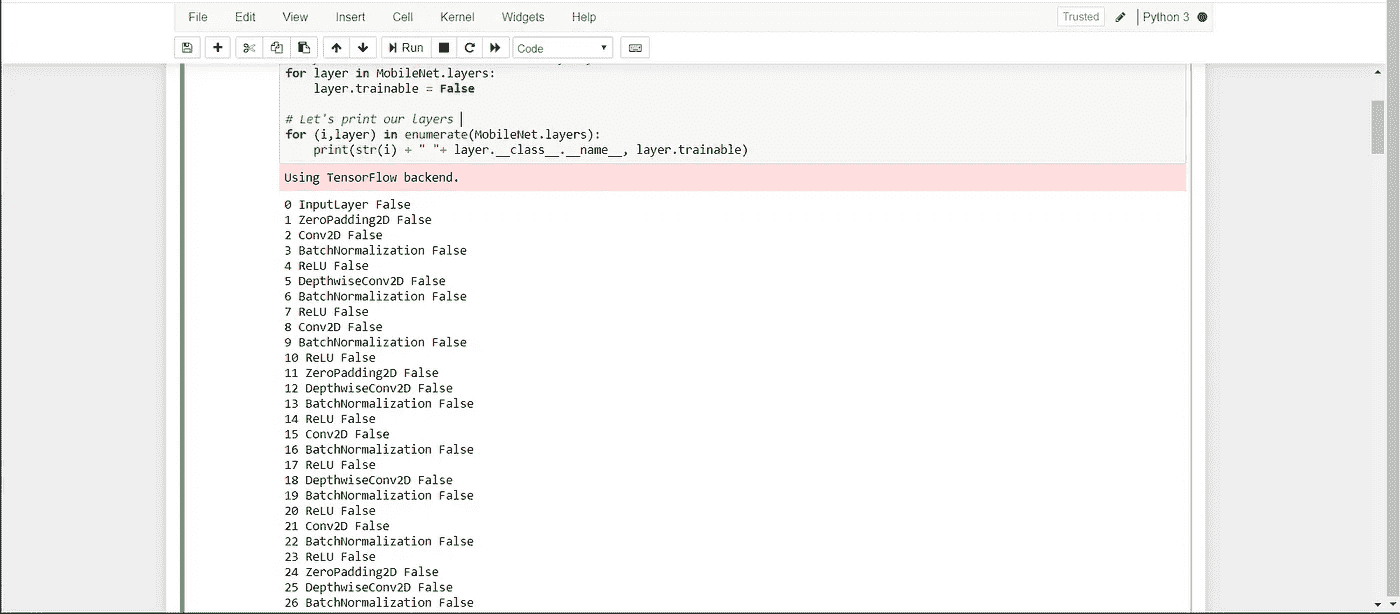 File Edit View Insert Cell Kernel Widgets Help Trusted Python 3
Run Code
for layer in MobileNet.layers:
    layer.trainable = False
# Let's print our layers
for (i,layer) in enumerate(MobileNet.layers):
    print(str(i) + " "+ layer.__class__.__name__, layer.trainable)
Using TensorFlow backend.
0 InputLayer False
1 ZeroPadding2D False
2 Conv2D False
3 BatchNormalization False
4 ReLU False
5 DepthwiseConv2D False
6 BatchNormalization False
7 ReLU False
8 Conv2D False
9 BatchNormalization False
10 ReLU False
11 ZeroPadding2D False
12 DepthwiseConv2D False
13 BatchNormalization False
14 ReLU False
15 Conv2D False
16 BatchNormalization False
17 ReLU False
18 DepthwiseConv2D False
19 BatchNormalization False
20 ReLU False
21 Conv2D False
22 BatchNormalization False
23 ReLU False
24 ZeroPadding2D False
25 DepthwiseConv2D False
26 BatchNormalization False